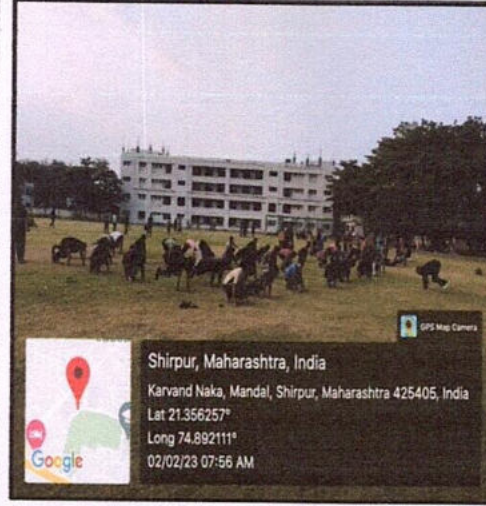 GPS Map Camera
Shirpur, Maharashtra, India
Karvand Naka, Mandal, Shirpur, Maharashtra 425405, India
Lat 21.356257°
Long 74.892111°
02/02/23 07:56 AM
Google